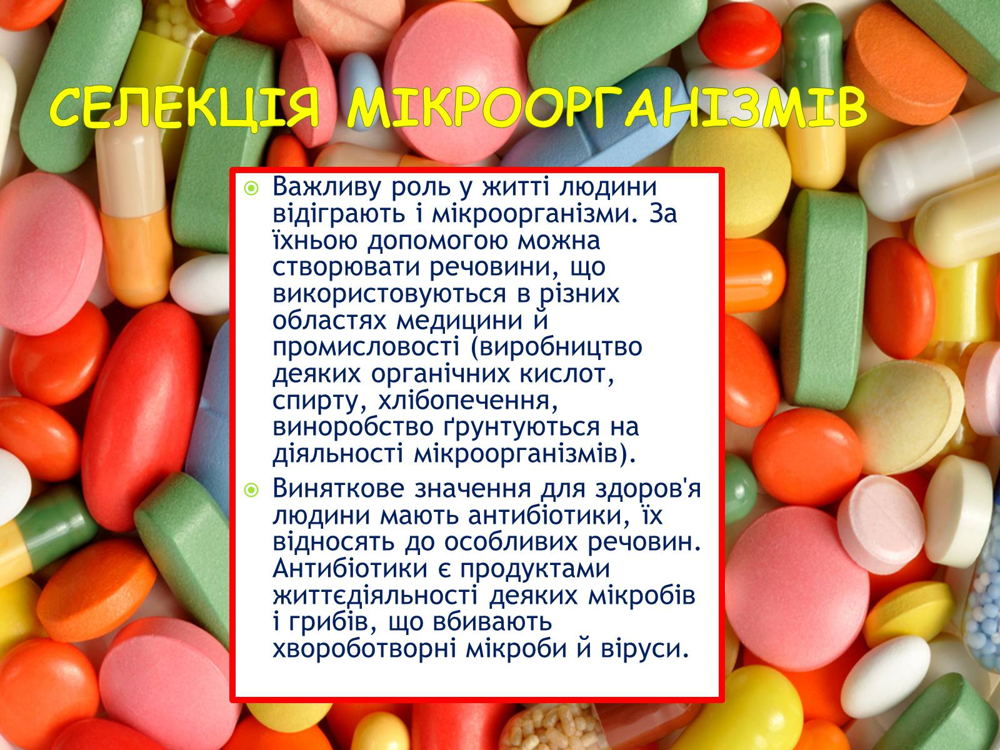 СЕЛЕКЦІЯ МІКРООРГАНІЗМІВ
Важливу роль у житті людини
відіграють і мікроорганізми. За
їхньою допомогою можна
створювати речовини, що
використовуються в різних
областях медицини й
промисловості (виробництво
деяких органічних кислот,
спирту, хлібопечення,
виноробство ґрунтуються на
діяльності мікроорганізмів).
Виняткове значення для здоров'я
людини мають антибіотики, їх
відносять до особливих речовин.
Антибіотики є продуктами
життєдіяльності деяких мікробів
і грибів, що вбивають
хвороботворні мікроби й віруси.